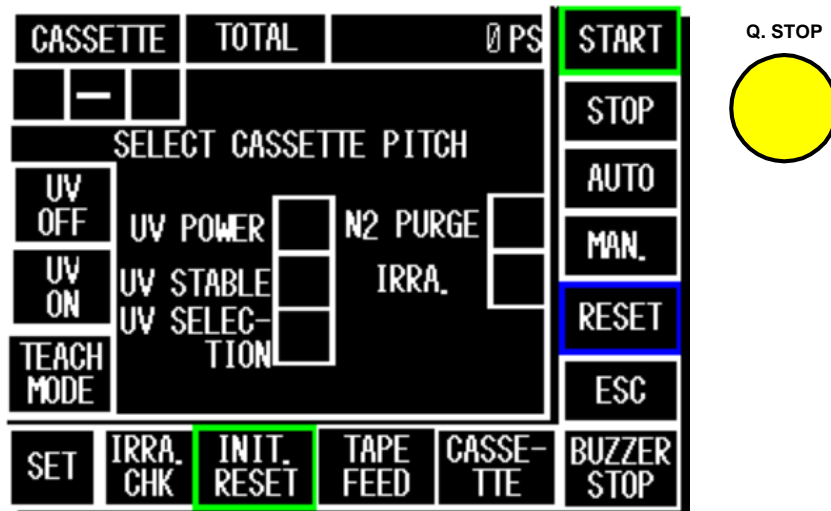 CASSETTE TOTAL 0 PS START Q. STOP
–
STOP
SELECT CASSETTE PITCH
AUTO
UV
OFF
UV POWER N2 PURGE
MAN.
UV
ON
UV STABLE IRRA.
UV SELEC-
TION
RESET
TEACH
MODE
ESC
SET
IRRA.
CHK
INIT.
RESET
TAPE
FEED
CASSE-
TTE
BUZZER
STOP